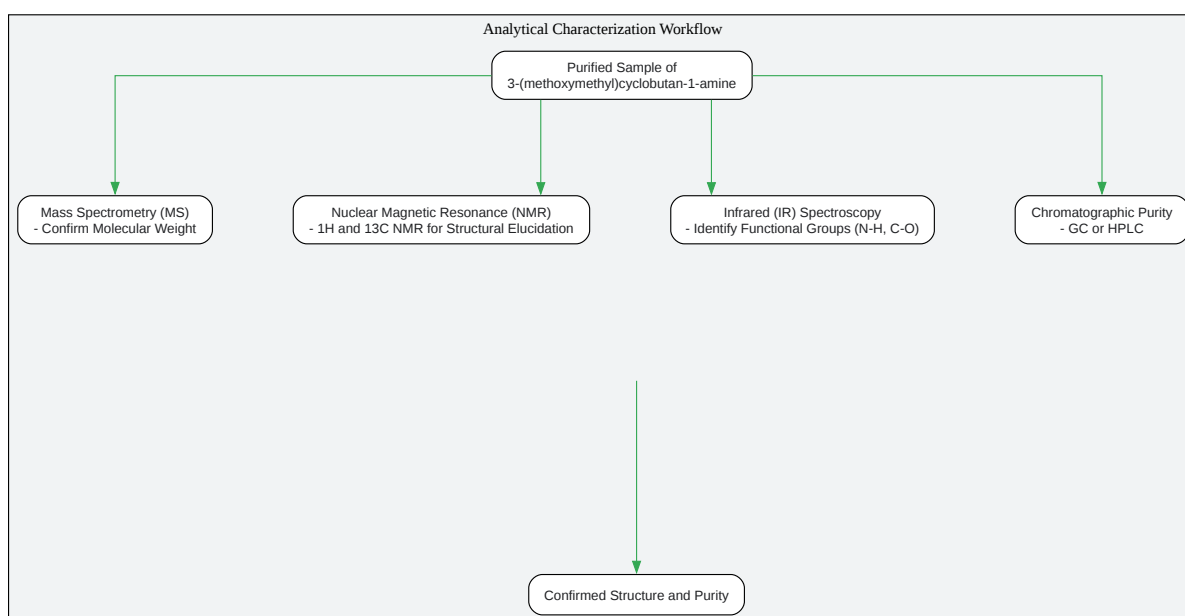 Analytical Characterization Workflow
Purified Sample of
3-(methoxymethyl)cyclobutan-1-amine
Mass Spectrometry (MS)
- Confirm Molecular Weight
Nuclear Magnetic Resonance (NMR)
- 1H and 13C NMR for Structural Elucidation
Infrared (IR) Spectroscopy
- Identify Functional Groups (N-H, C-O)
Chromatographic Purity
- GC or HPLC
Confirmed Structure and Purity